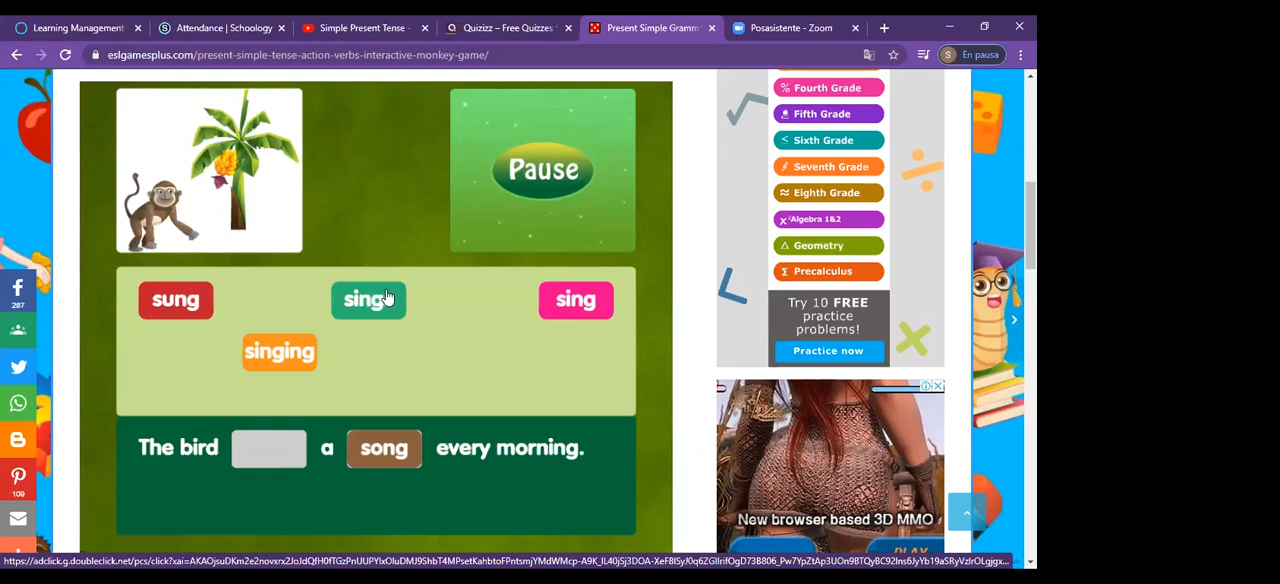 Learning Management
Attendance | Schoology
Simple Present Tense -
Quizizz – Free Quizzes
Present Simple Gramm
Posasistente - Zoom
eslgamesplus.com/present-simple-tense-action-verbs-interactive-monkey-game/
S
En pausa
Pause
sung
sing
singing
The bird
a
song
every morning.
287
109
Fourth Grade
Fifth Grade
Sixth Grade
Seventh Grade
Eighth Grade
Algebra 1&2
Geometry
Precalculus
Try 10 FREE
practice
problems!
Practice now
New browser based 3D MMO